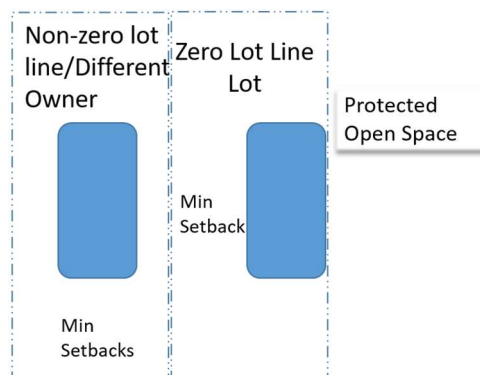 Non-zero lot
line/Different
Owner
Zero Lot Line
Lot
Protected
Open Space
Min
Setback
Min
Setbacks